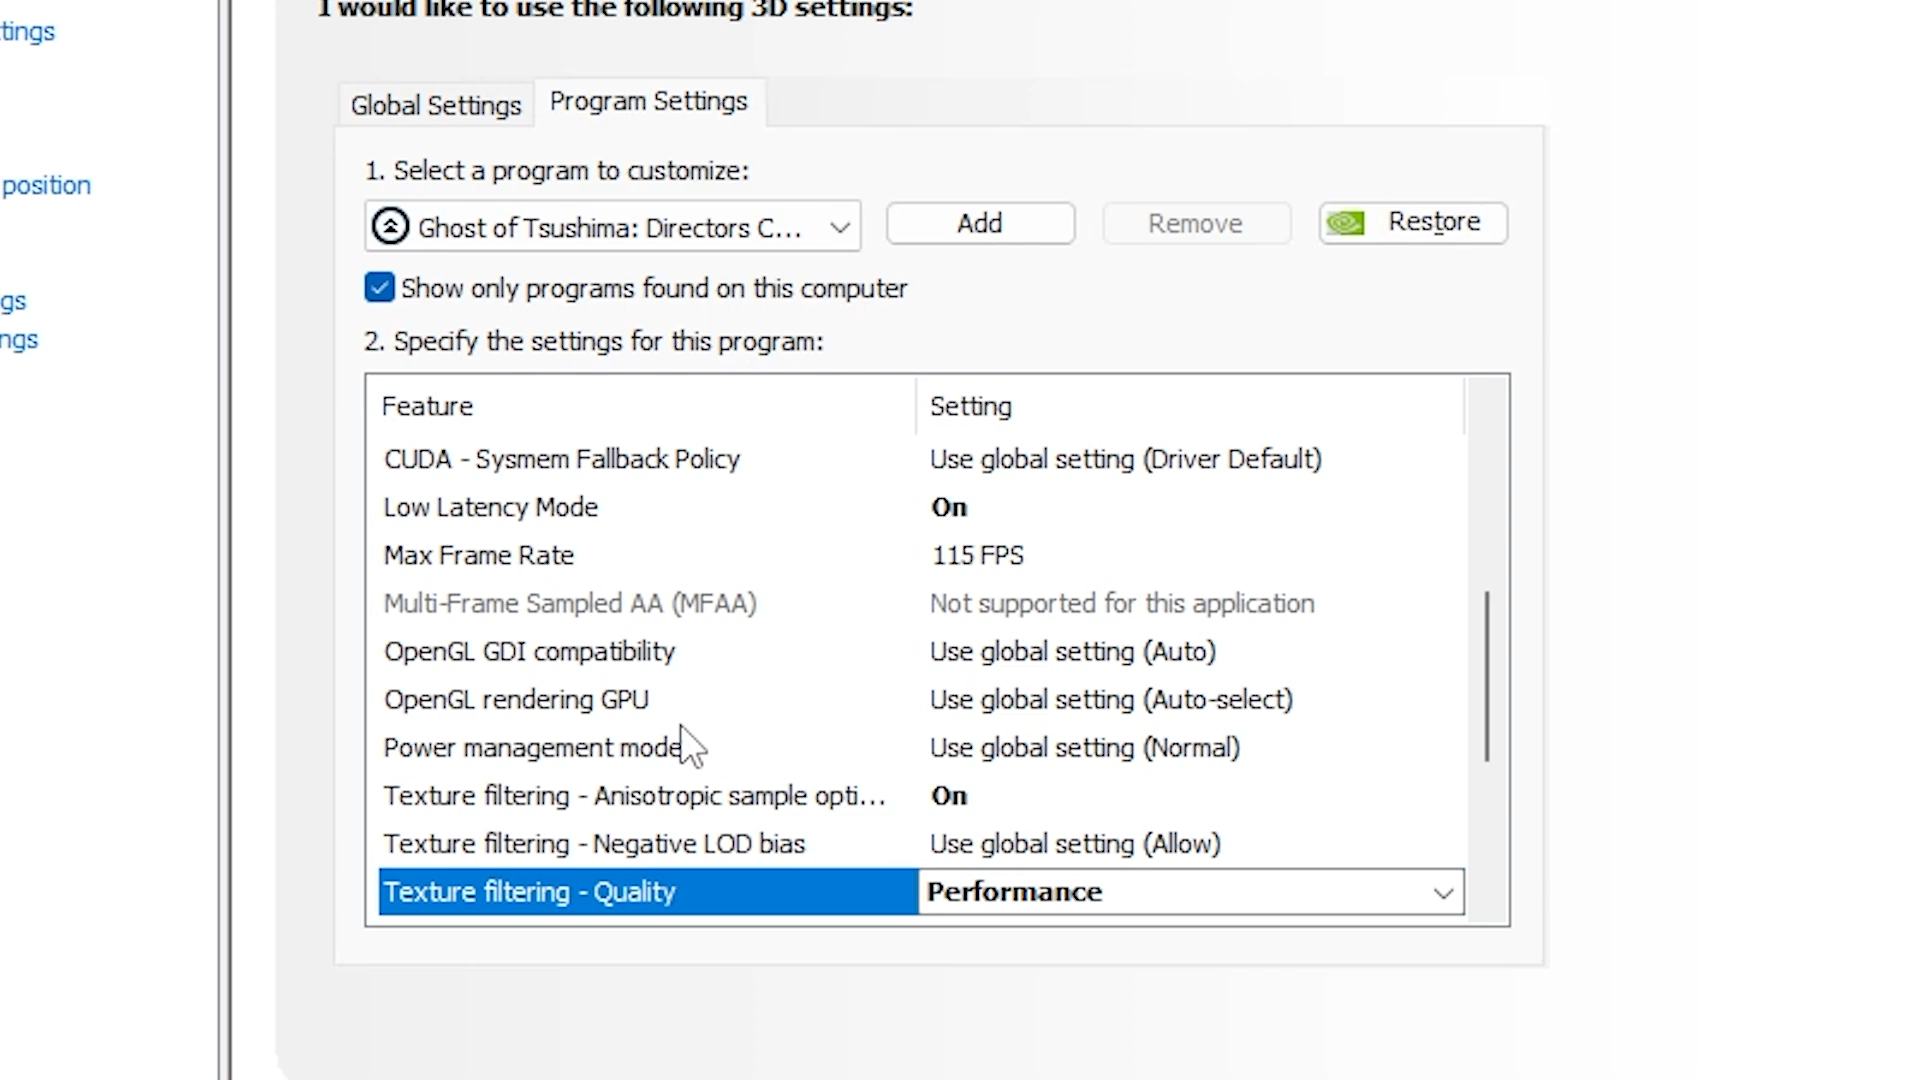 I would like to use the following 3D settings:
tings
Global Settings
Program Settings
1. Select a program to customize:
position
Ghost of Tsushima: Directors C...
Add
Remove
Restore
Show only programs found on this computer
gs
ngs
2. Specify the settings for this program:
Feature Setting
CUDA - Sysmem Fallback Policy Use global setting (Driver Default)
Low Latency Mode On
Max Frame Rate 115 FPS
Multi-Frame Sampled AA (MFAA) Not supported for this application
OpenGL GDI compatibility Use global setting (Auto)
OpenGL rendering GPU Use global setting (Auto-select)
Power management mode Use global setting (Normal)
Texture filtering - Anisotropic sample opti... On
Texture filtering - Negative LOD bias Use global setting (Allow)
Texture filtering - Quality Performance